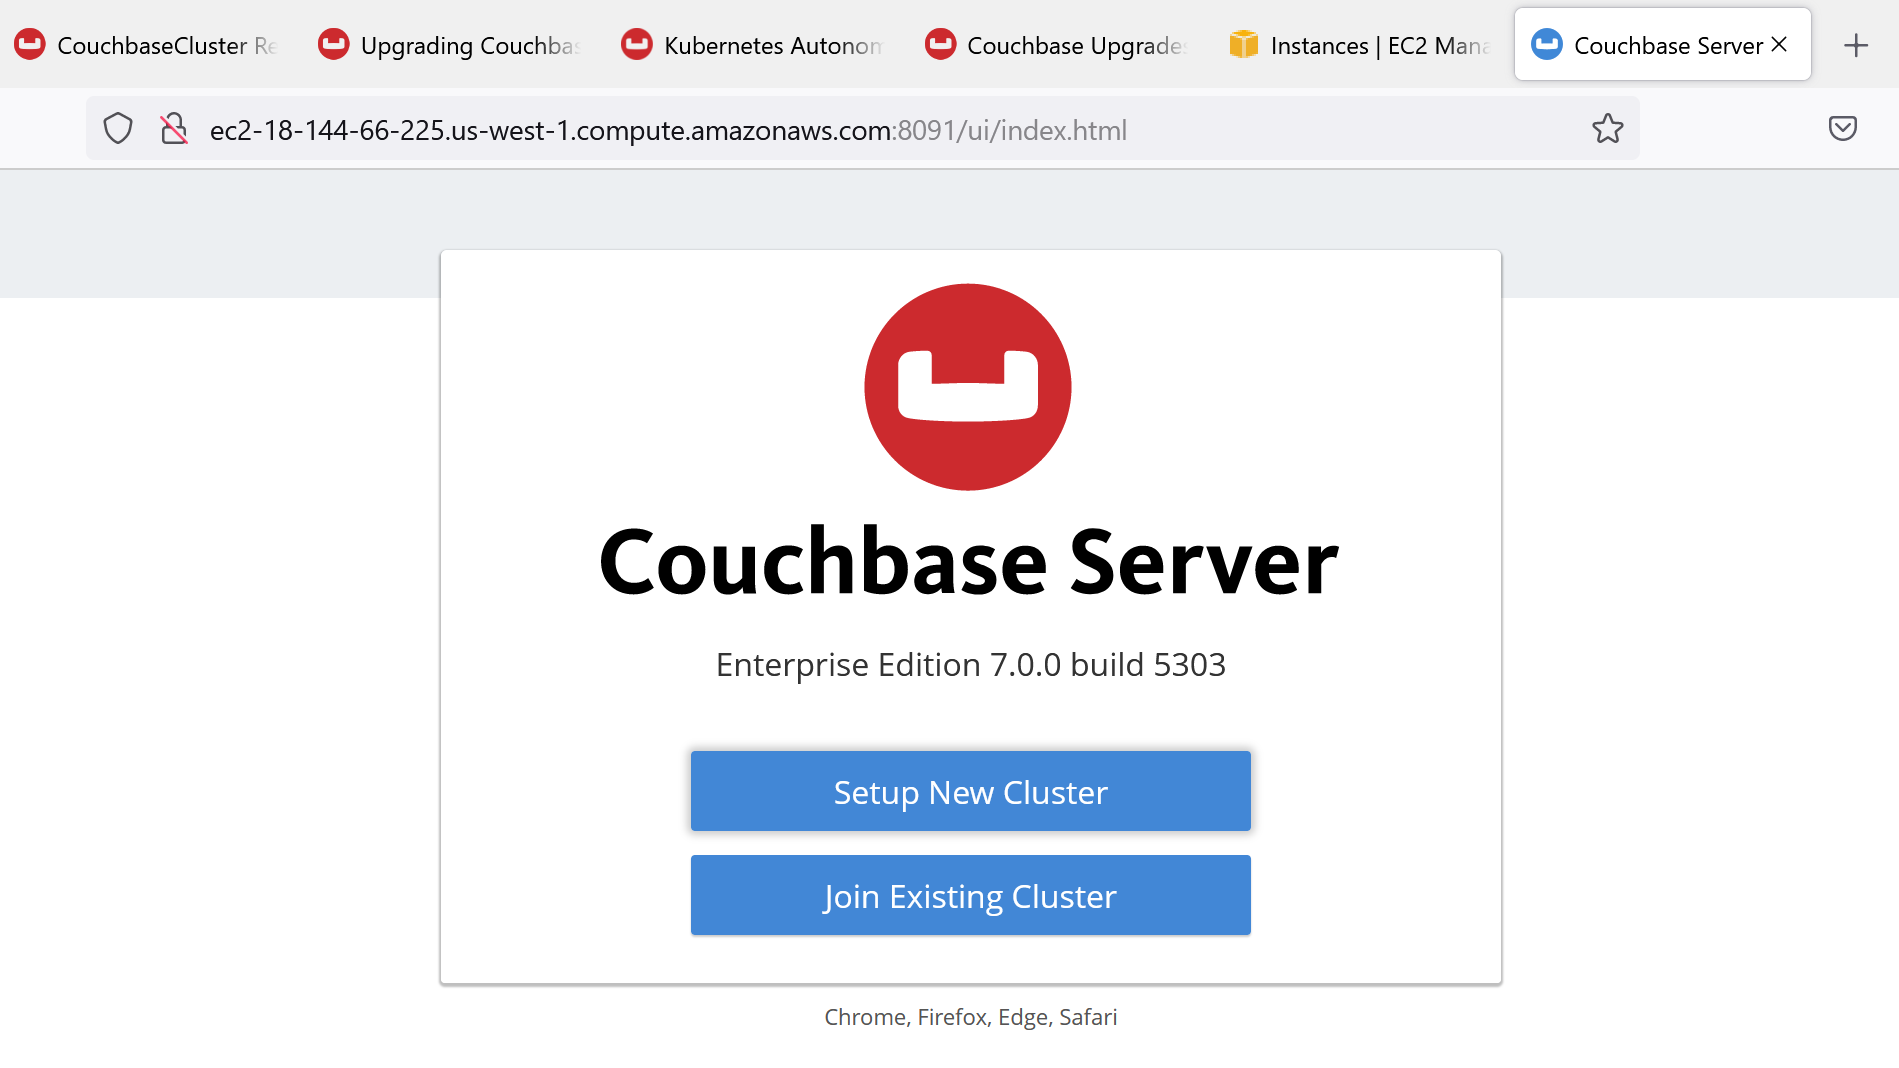 CouchbaseCluster Re
Upgrading Couchbas
Kubernetes Autonom
Couchbase Upgrades
Instances | EC2 Mana
Couchbase Server
ec2-18-144-66-225.us-west-1.compute.amazonaws.com:8091/ui/index.html
Couchbase Server
Enterprise Edition 7.0.0 build 5303
Setup New Cluster
Join Existing Cluster
Chrome, Firefox, Edge, Safari